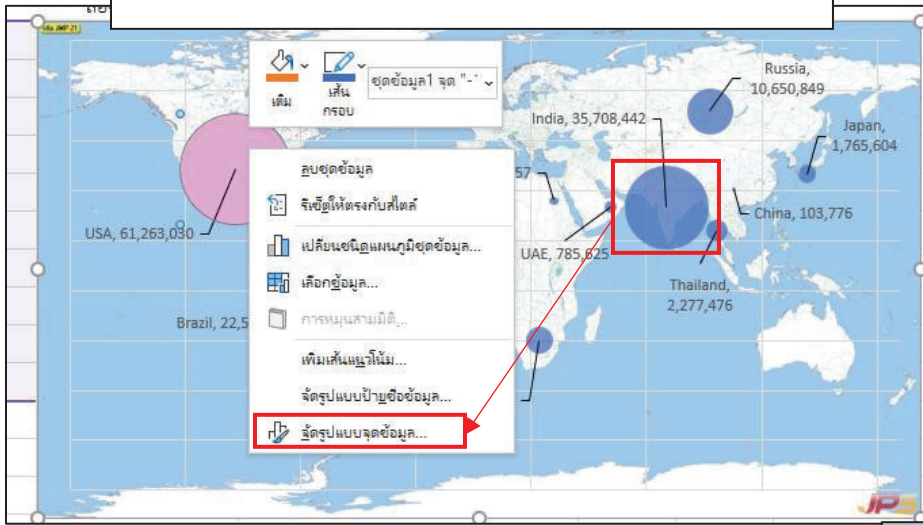 เติม
เส้น
กรอบ
ชุดข้อมูล1 จุด "-1
ลบชุดข้อมูล
รีเซ็ตให้ตรงกับสไตล์
เปลี่ยนชนิดแผนภูมิชุดข้อมูล...
เลือกข้อมูล...
การหมุนสามมิติ...
เพิ่มเส้นแนวโน้ม...
จัดรูปแบบป้ายชื่อข้อมูล...
จัดรูปแบบจุดข้อมูล...
USA, 61,263,030
Brazil, 22,5
57
India, 35,708,442
Russia,
10,650,849
Japan,
1,765,604
China, 103,776
UAE, 785,625
Thailand,
2,277,476
JPS